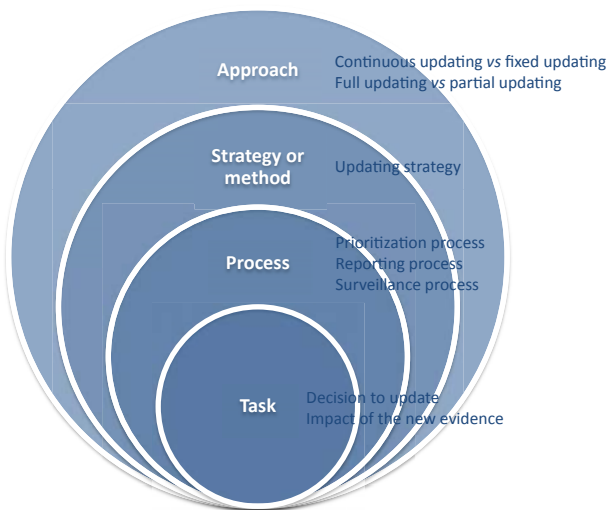 Approach
Continuous updating vs fixed updating
Full updating vs partial updating
Strategy or
method
Updating strategy
Process
Prioritization process
Reporting process
Surveillance process
Task
Decision to update
Impact of the new evidence